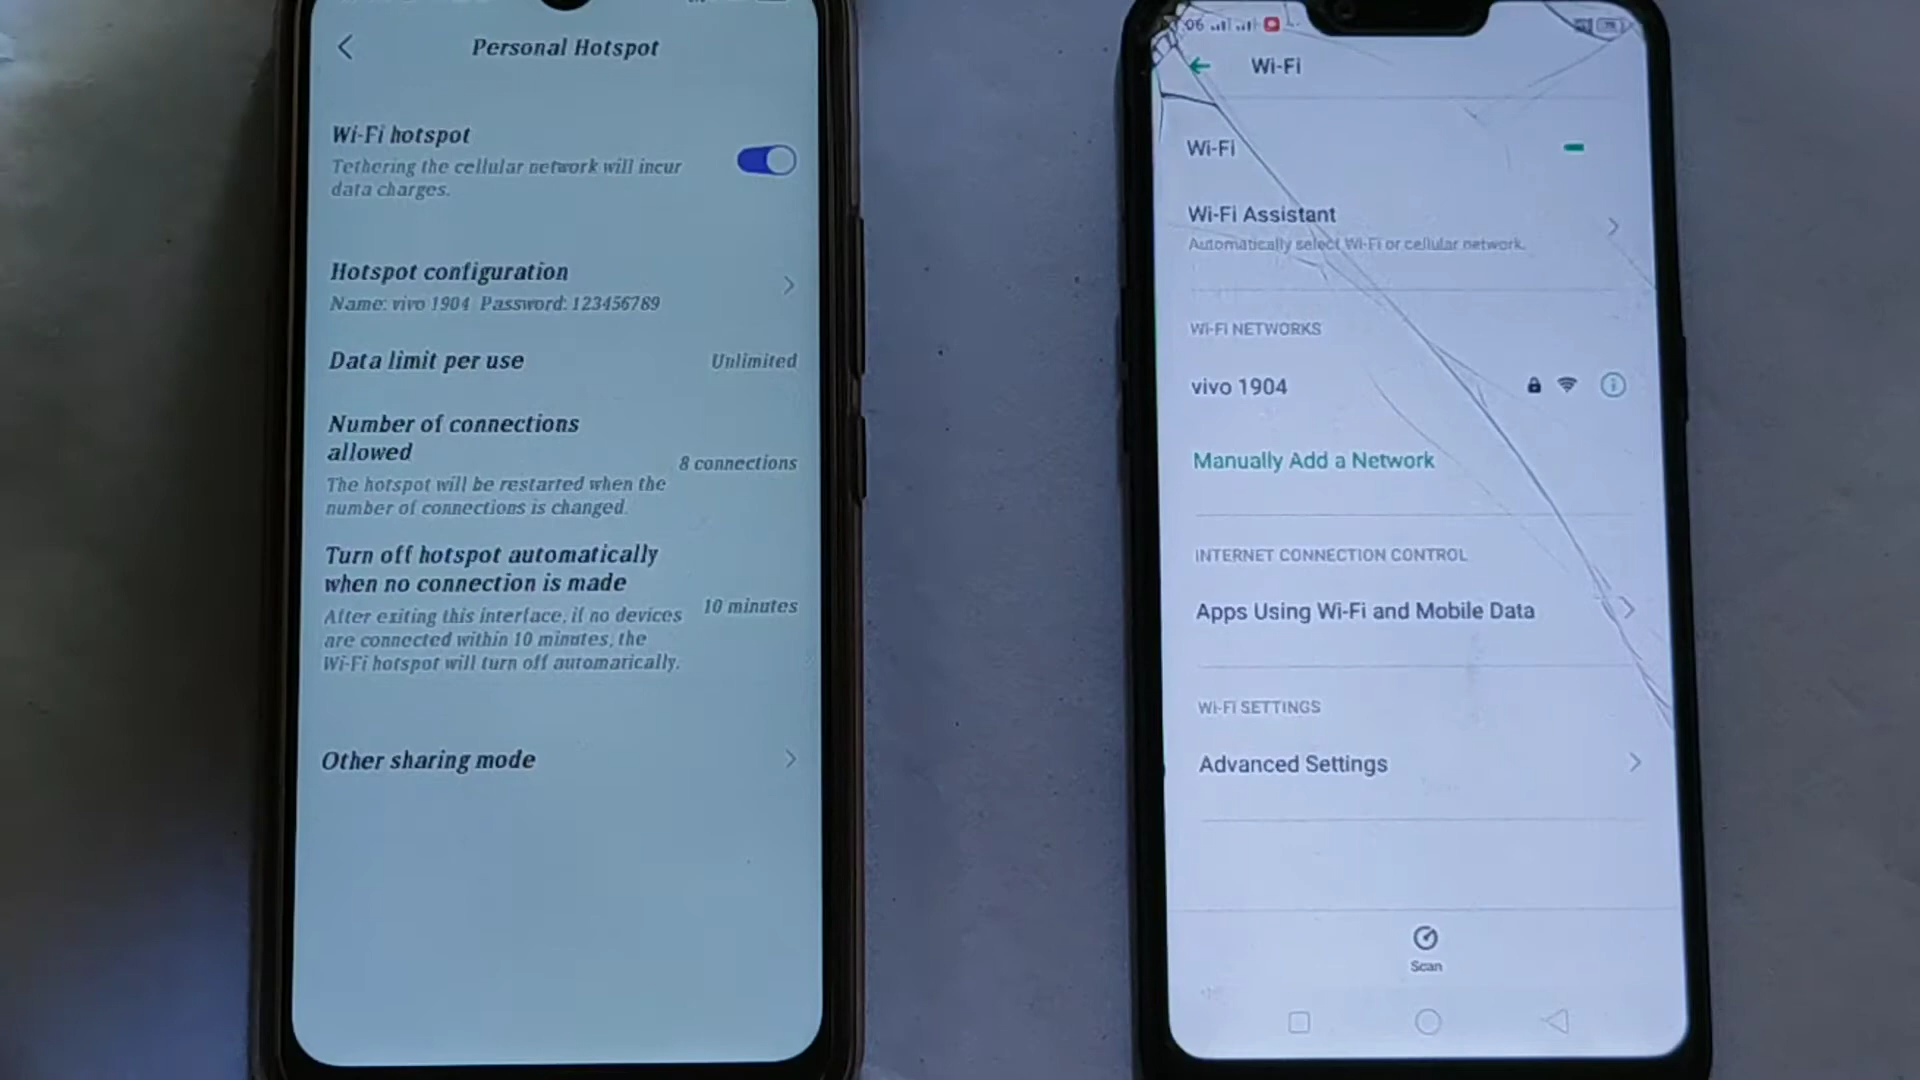 Personal Hotspot
Wi-Fi hotspot
Tethering the cellular network will incur
data charges.
Hotspot configuration
Name: vivo 1904 Password: 123456789
Data limit per use
Unlimited
Number of connections
allowed
8 connections
The hotspot will be restarted when the
number of connections is changed.
Turn off hotspot automatically
when no connection is made
10 minutes
After exiting this interface, if no devices
are connected within 10 minutes, the
Wi-Fi hotspot will turn off automatically.
Other sharing mode
06
Wi-Fi
Wi-Fi
Wi-Fi Assistant
Automatically select Wi-Fi or cellular network.
WI-FI NETWORKS
vivo 1904
Manually Add a Network
INTERNET CONNECTION CONTROL
Apps Using Wi-Fi and Mobile Data
WI-FI SETTINGS
Advanced Settings
Scan